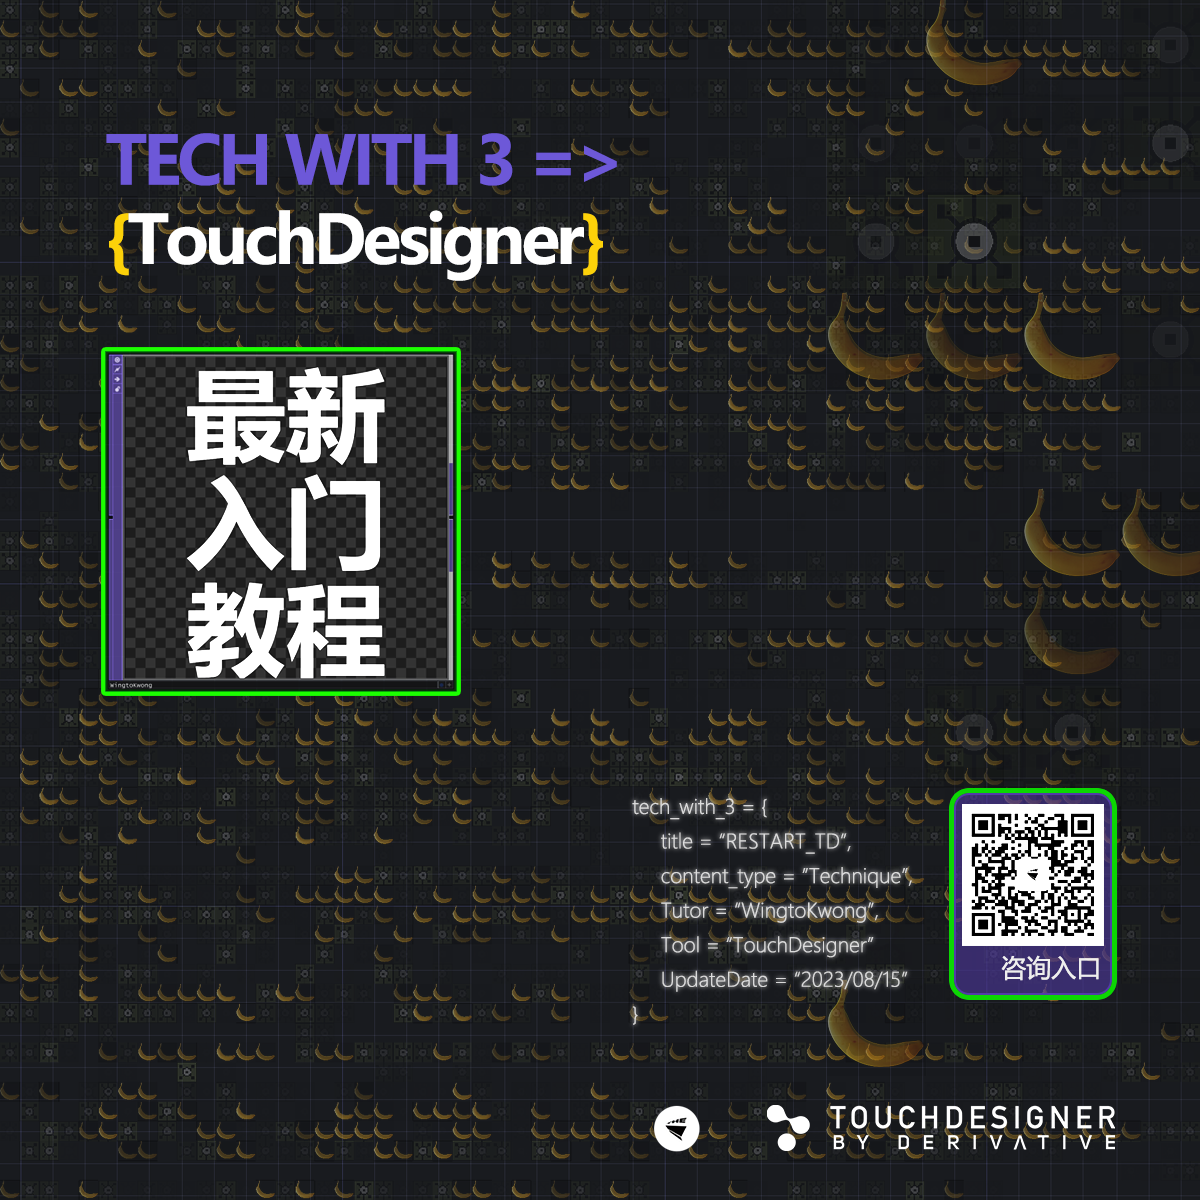 TECH WITH 3 =>
{TouchDesigner}
最新
入门
教程
WingtoKwong
tech_with_3 = {
title = “RESTART_TD”,
content_type = “Technique”,
Tutor = “WingtoKwong”,
Tool = “TouchDesigner”
UpdateDate = “2023/08/15”
}
咨询入口
TOUCHDESIGNER
BY DERIVATIVE